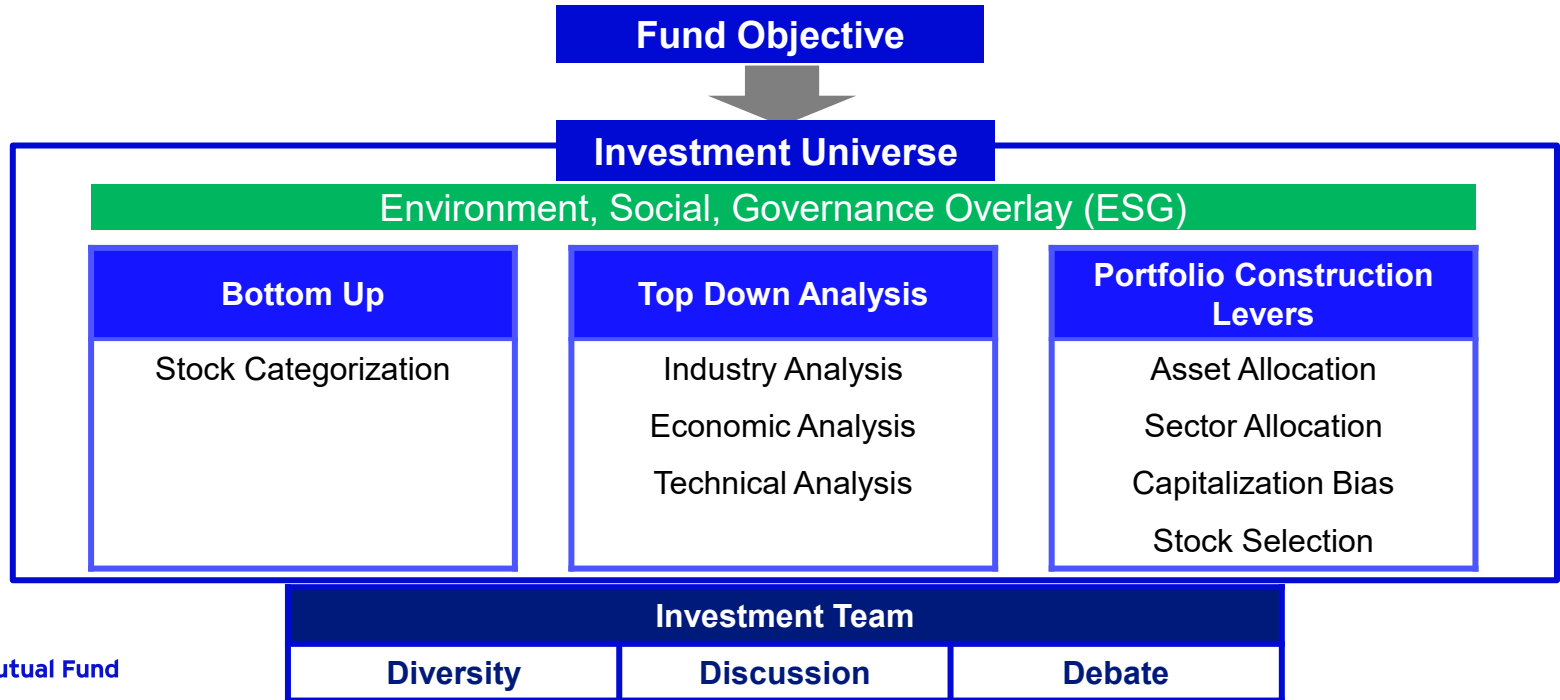 Fund Objective
Investment Universe
Environment, Social, Governance Overlay (ESG)
Bottom Up
Stock Categorization
Top Down Analysis
Industry Analysis
Economic Analysis
Technical Analysis
Portfolio Construction
Levers
Asset Allocation
Sector Allocation
Capitalization Bias
Stock Selection
Investment Team
Diversity
Discussion
Debate
utual Fund